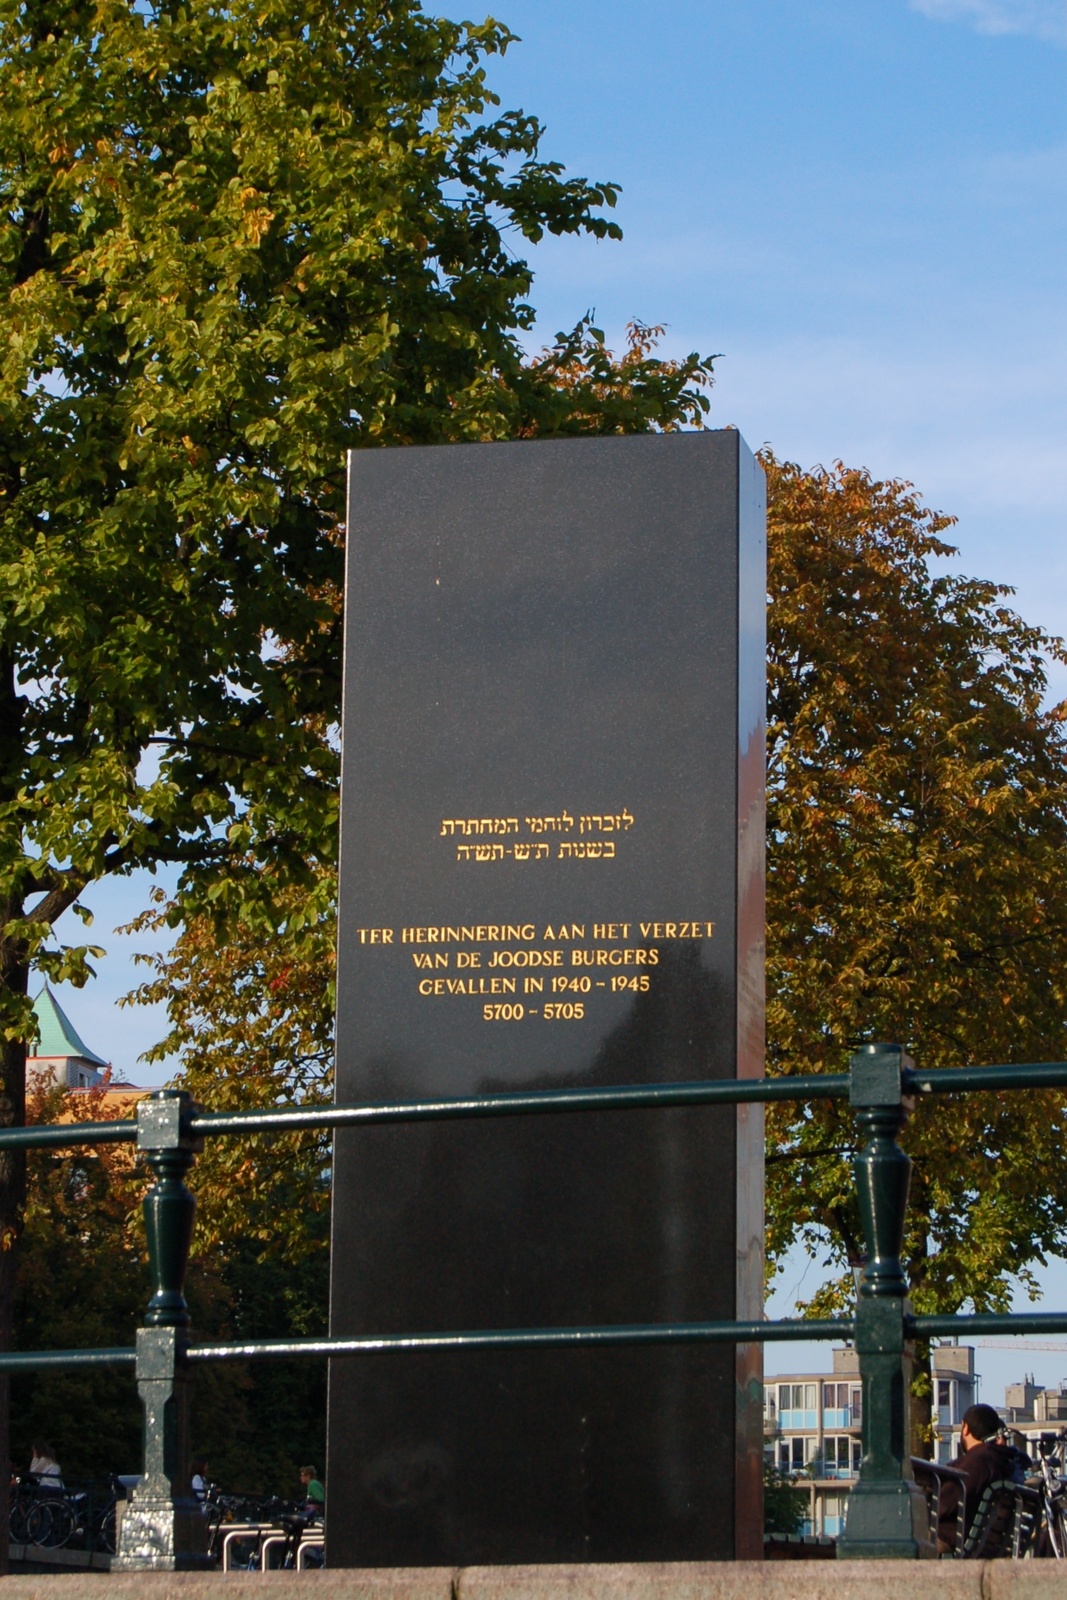 לזכרון לוחמי המחתרת
בשנות ת״ש-תש״ה
TER HERINNERING AAN HET VERZET
VAN DE JOODSE BURGERS
GEVALLEN IN 1940 - 1945
5700 - 5705